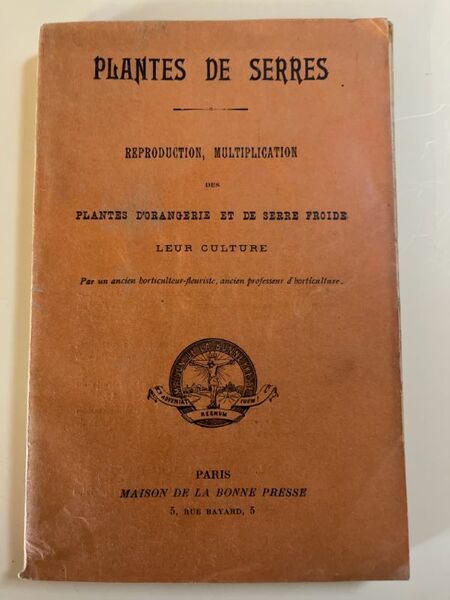 PLANTES DE SERRES
REPRODUCTION, MULTIPLICATION
DES
PLANTES D'ORANGERIE ET DE SERRE FROIDE
LEUR CULTURE
Par un ancien horticulteur-fleuriste, ancien professeur d'horticulture.
ADVENIAT
REGNUM
TUUM
PARIS
MAISON DE LA BONNE PRESSE
5, RUE BAYARD, 5